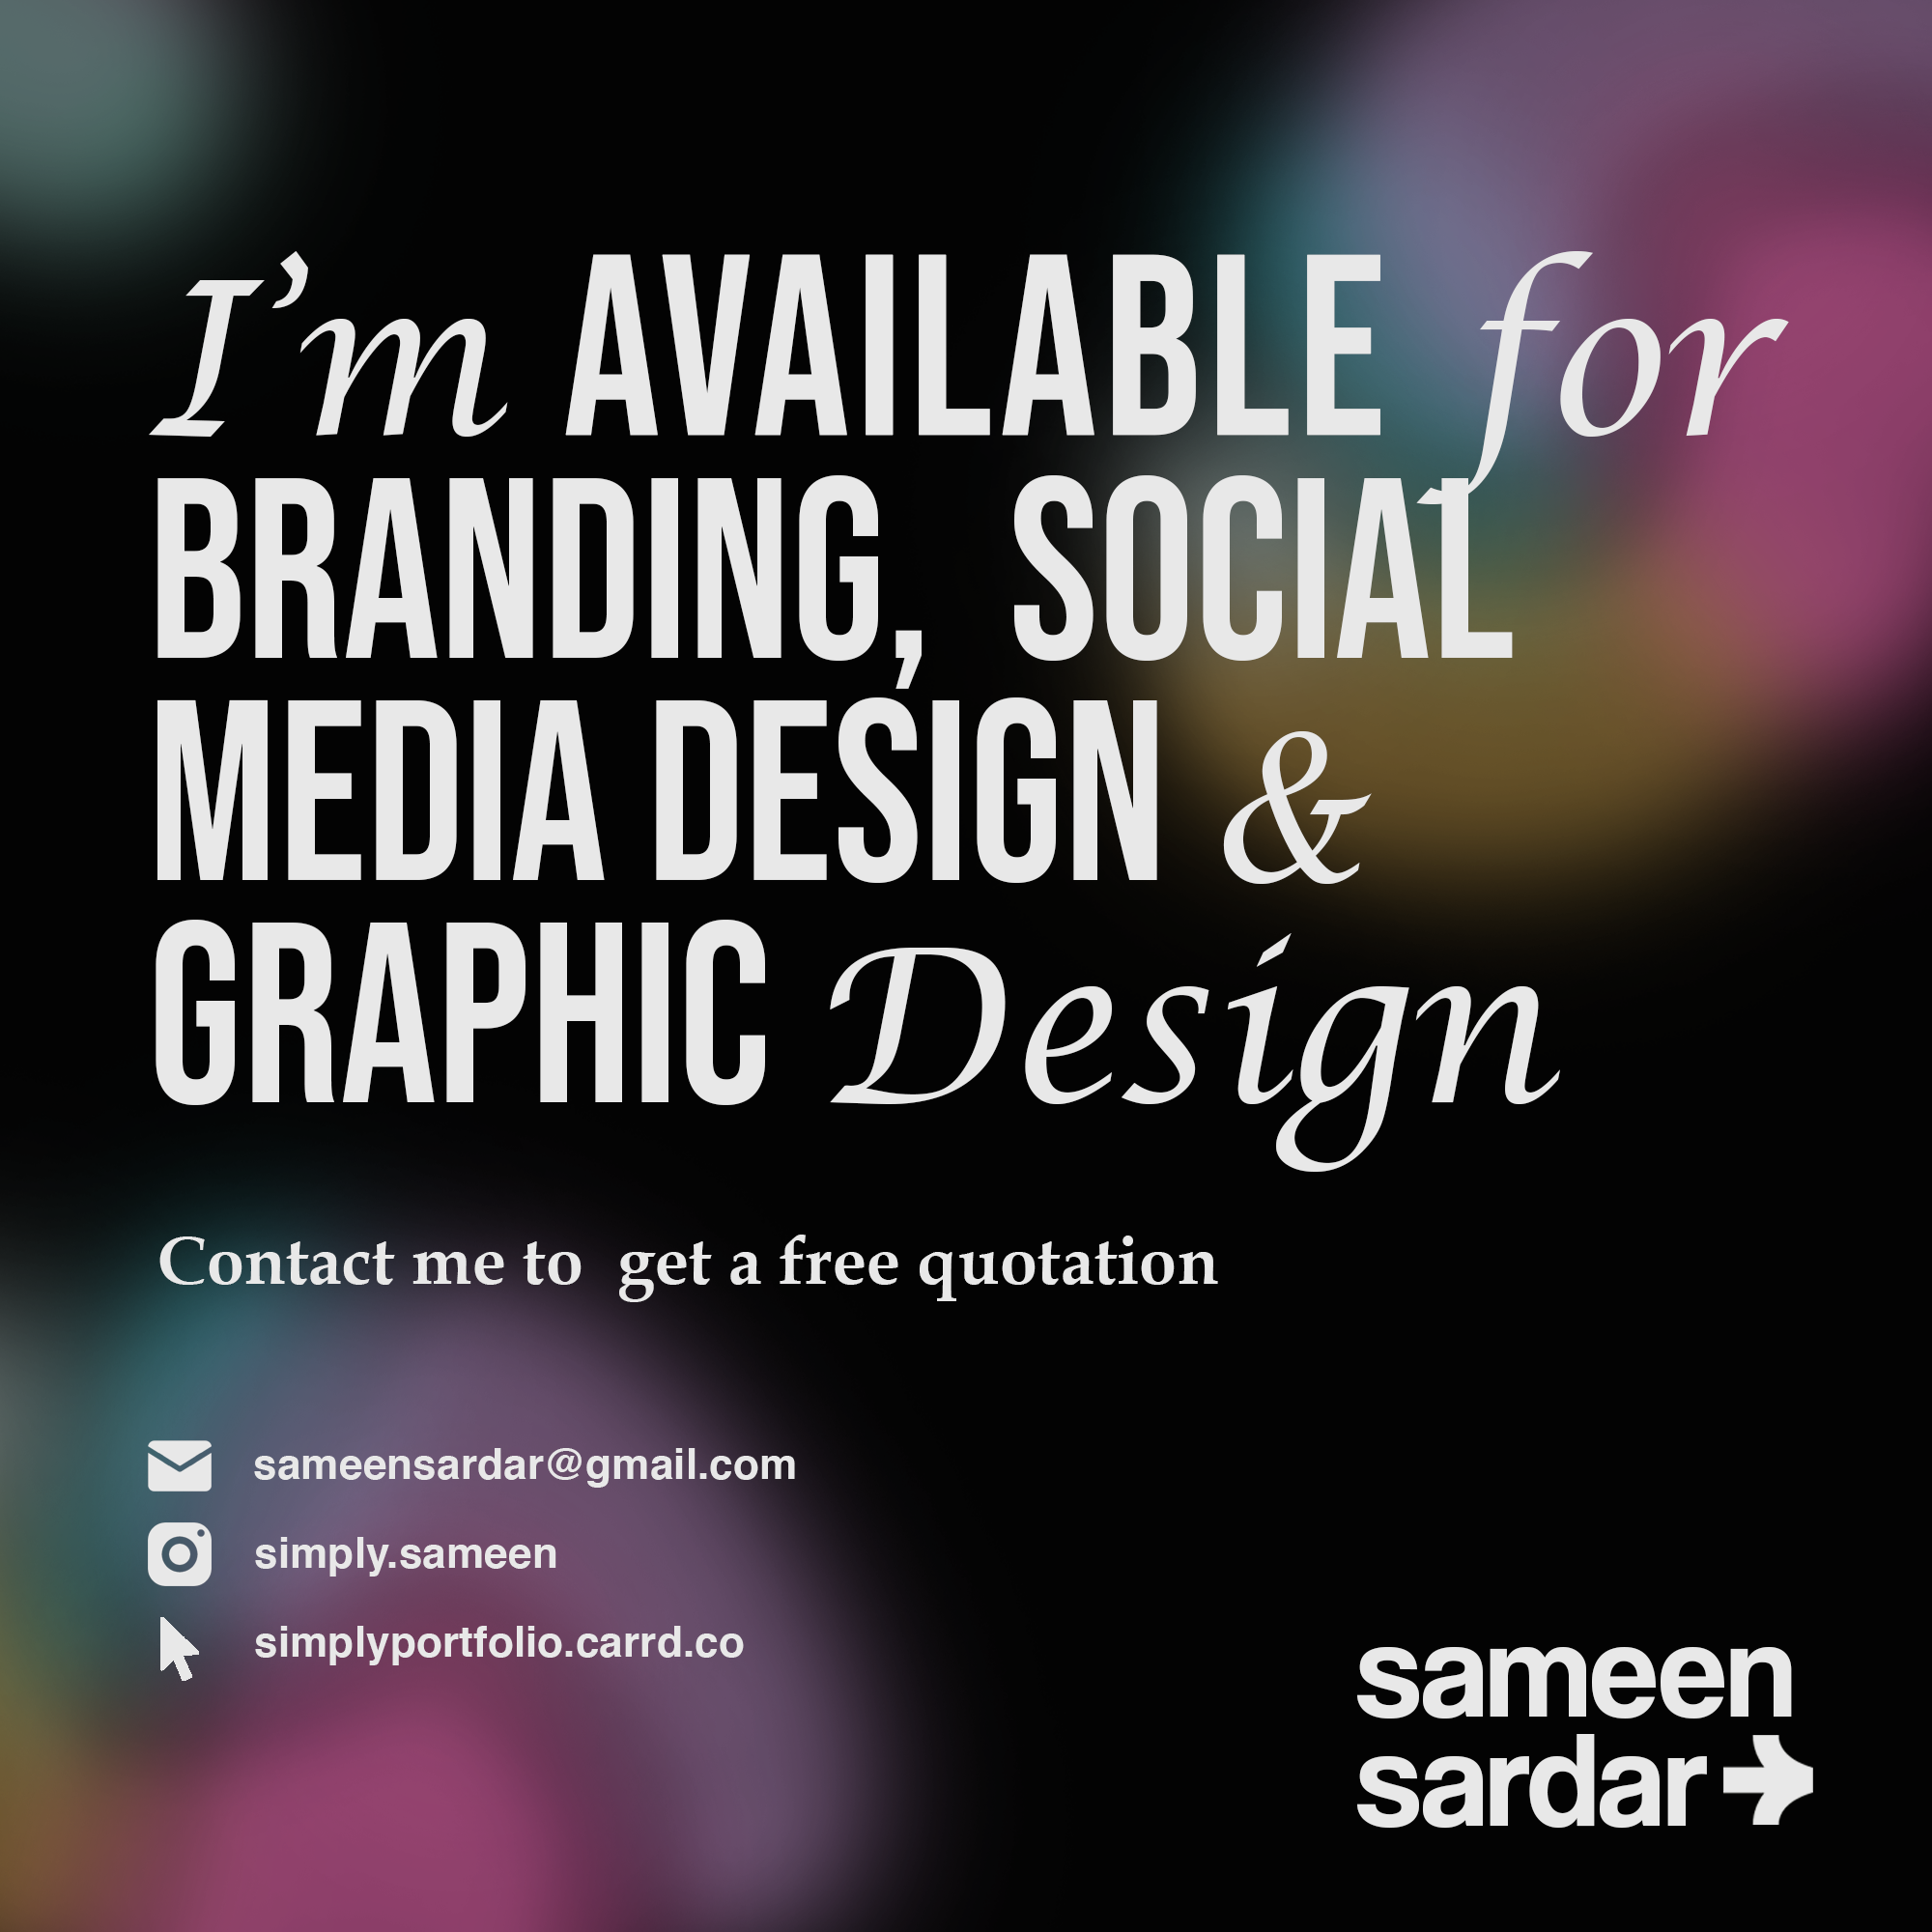 I’m AVAILABLE for
BRANDING, SOCIAL
MEDIA DESIGN &
GRAPHIC Design
Contact me to  get a free quotation
sameensardar@gmail.com
simply.sameen
simplyportfolio.carrd.co
sameen
sardar